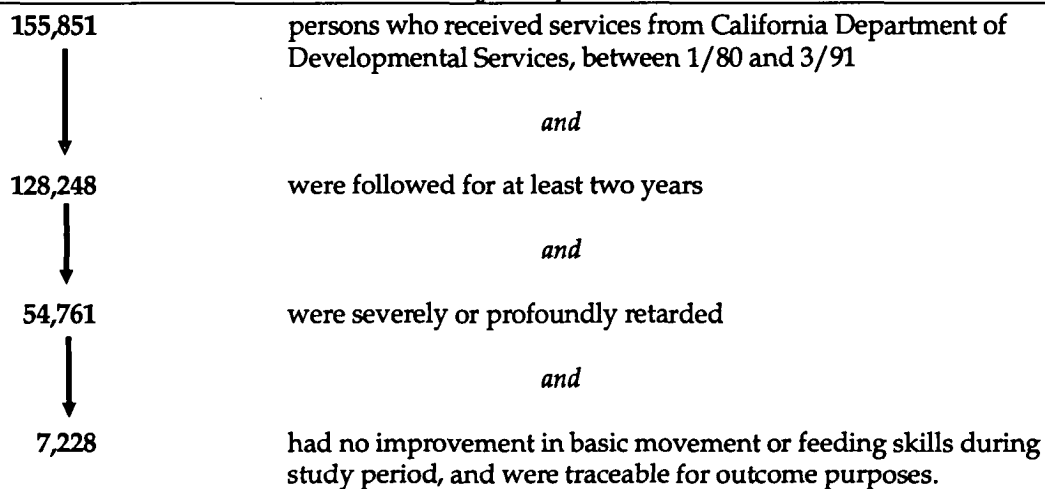 155,851 persons who received services from California Department of
Developmental Services, between 1/80 and 3/91
and
128,248 were followed for at least two years
and
54,761 were severely or profoundly retarded
and
7,228 had no improvement in basic movement or feeding skills during
study period, and were traceable for outcome purposes.